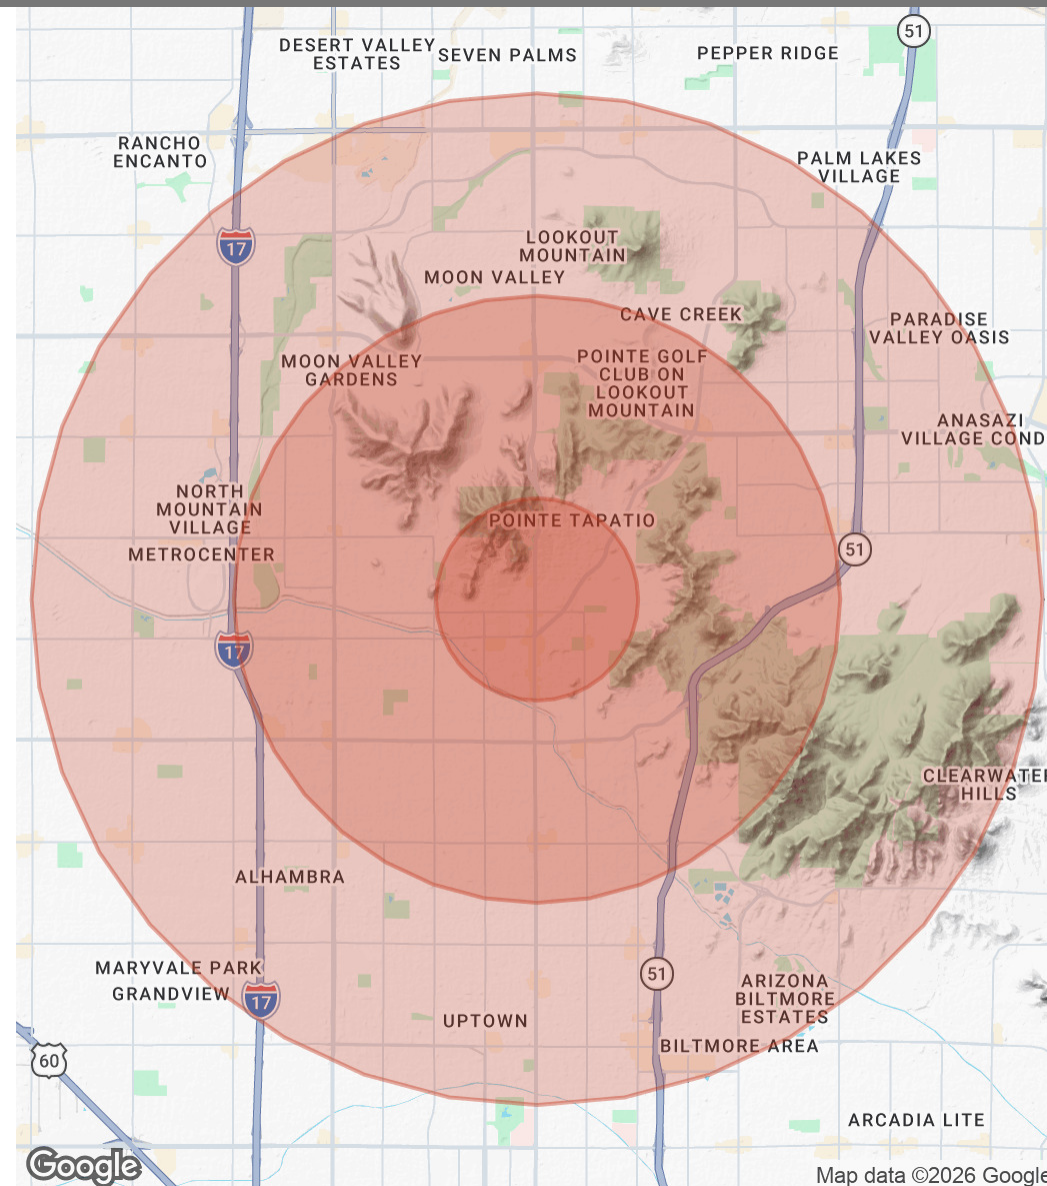 51
DESERT VALLEY
ESTATES
SEVEN PALMS
PEPPER RIDGE
RANCHO
ENCANTO
PALM LAKES
VILLAGE
17
LOOKOUT
MOUNTAIN
MOON VALLEY
CAVE CREEK
PARADISE
VALLEY OASIS
MOON VALLEY
GARDENS
POINTE GOLF
CLUB ON
LOOKOUT
MOUNTAIN
ANASAZI
VILLAGE COND
NORTH
MOUNTAIN
VILLAGE
POINTE TAPATIO
METROCENTER
51
17
CLEARWATER
HILLS
ALHAMBRA
MARYVALE PARK
GRANDVIEW
17
51
ARIZONA
BILTMORE
ESTATES
UPTOWN
BILTMORE AREA
60
ARCADIA LITE
Google
Map data ©2026 Google